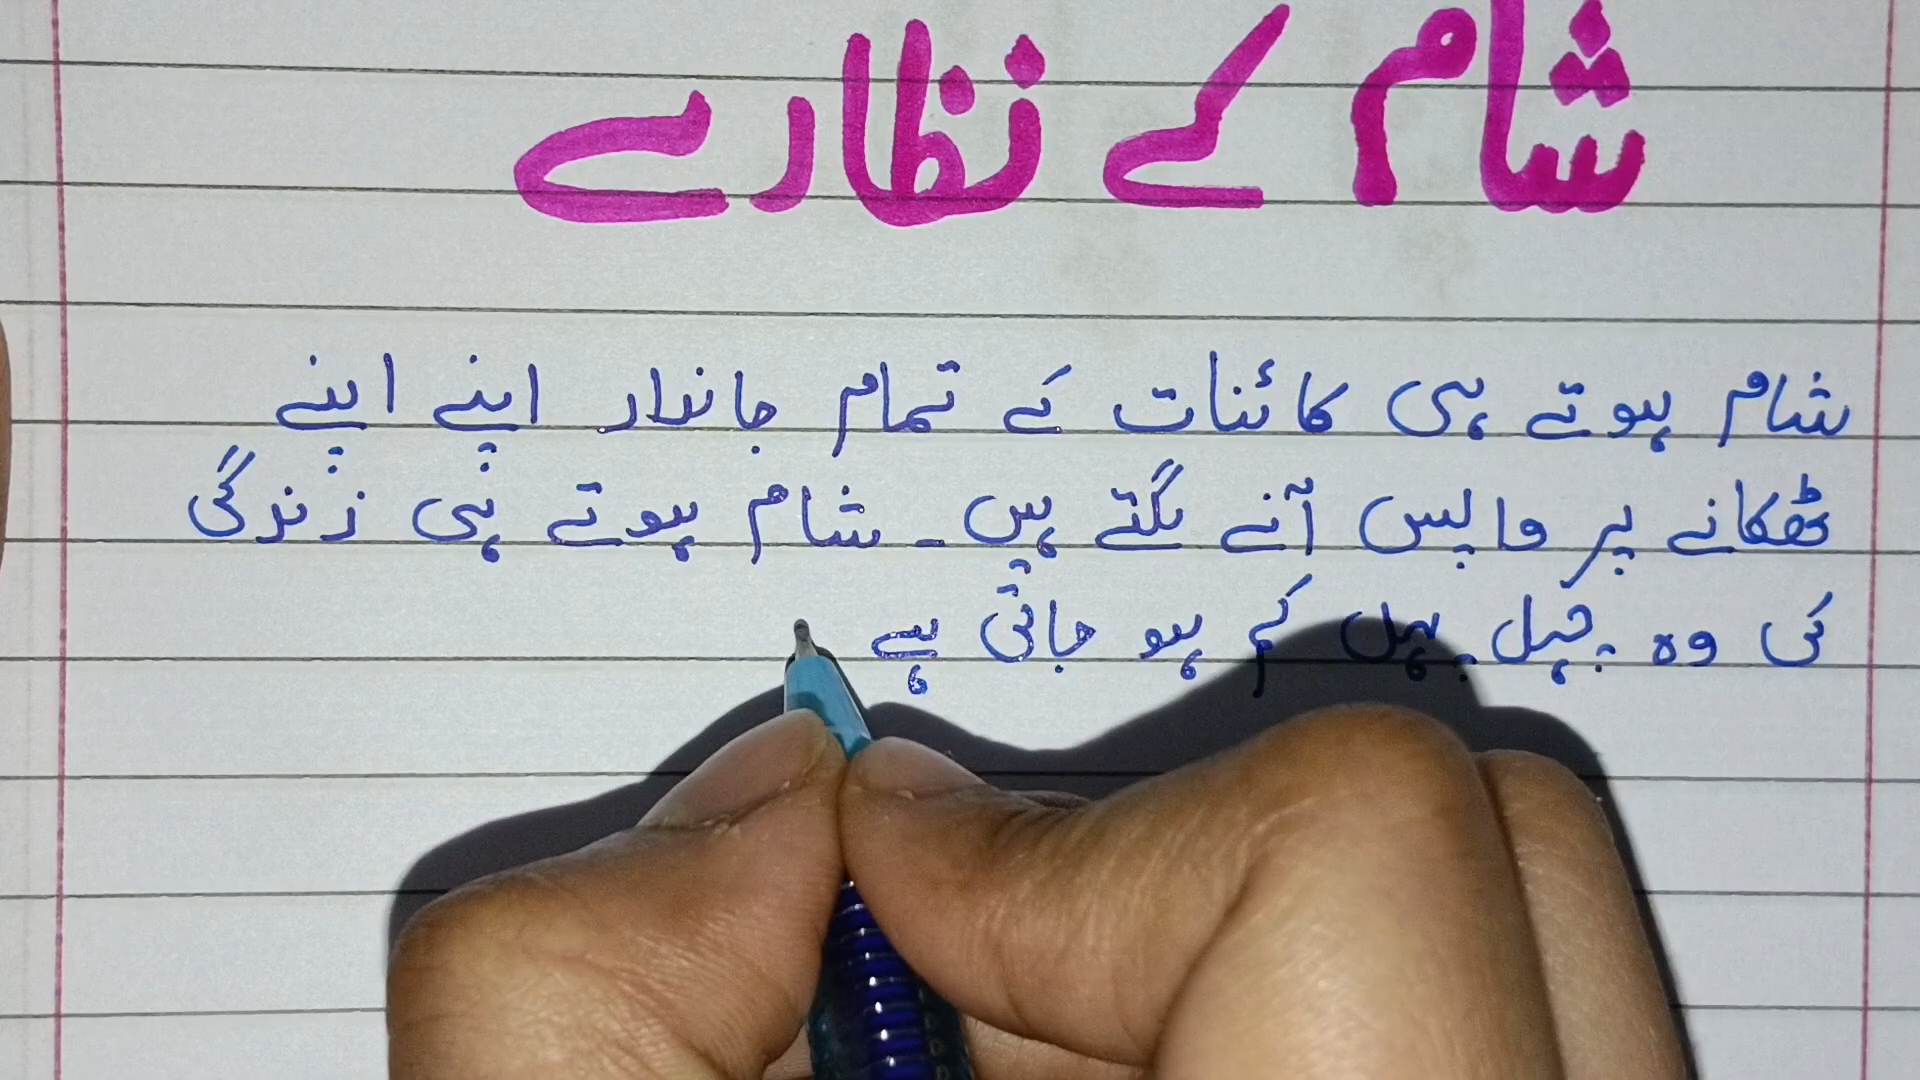 شام کے نظارے
شام ہوتے ہی کائنات کے تمام جاندار اپنے اپنے
ٹھکانے پر واپس آنے لگتے ہیں۔ شام ہوتے ہی زندگی
کی وہ چہل پہل کم ہو جاتی ہے